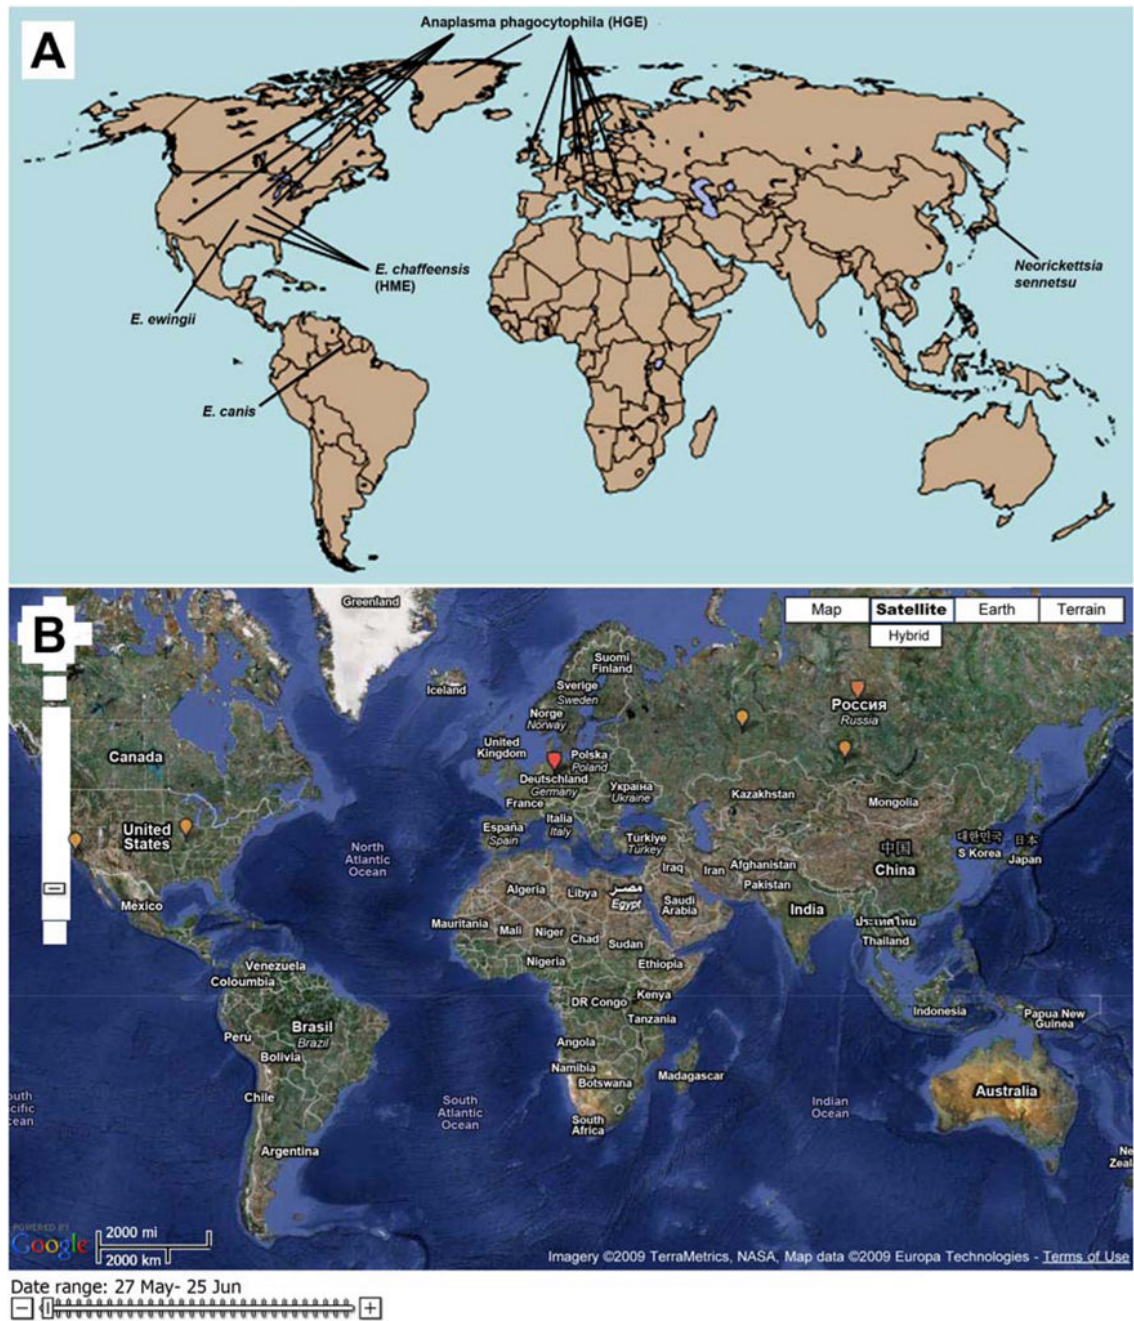 Anaplasma phagocytophila (HGE)
A
E. chaffeensis
(HME)
Neorickettsia
sennetsu
E. ewingii
E. canis
B
Greenland
Map
Satellite
Earth
Terrain
Hybrid
Iceland
Suomi
Finland
Sverige
Sweden
Norge
Norway
Россия
Russia
Canada
United
Kingdom
Polska
Poland
Deutschland
Germany
Україна
Ukraine
Kazakhstan
Mongolia
France
United
States
España
Spain
Italia
Italy
Türkiye
Turkey
North
Atlantic
Ocean
Iraq
Iran
Afghanistan
Pakistan
中国
China
대한민국
S Korea
日本
Japan
Mexico
Algeria
Libya
مصر
Egypt
Saudi
Arabia
India
ประเทศไทย
Thailand
Mauritania
Mali
Niger
Chad
Sudan
Nigeria
Ethiopia
Venezuela
Coloumbia
DR Congo
Kenya
Tanzania
Indonesia
Papua New
Guinea
Brasil
Brazil
Peru
Bolivia
Angola
Namibia
Botswana
Madagascar
Chile
South
Atlantic
Ocean
Indian
Ocean
Australia
outh
cific
cean
South
Africa
Argentina
Ne
Zeala
POWERED BY
Google
2000 mi
2000 km
Imagery ©2009 TerraMetrics, NASA, Map data ©2009 Europa Technologies - Terms of Use
Date range: 27 May- 25 Jun